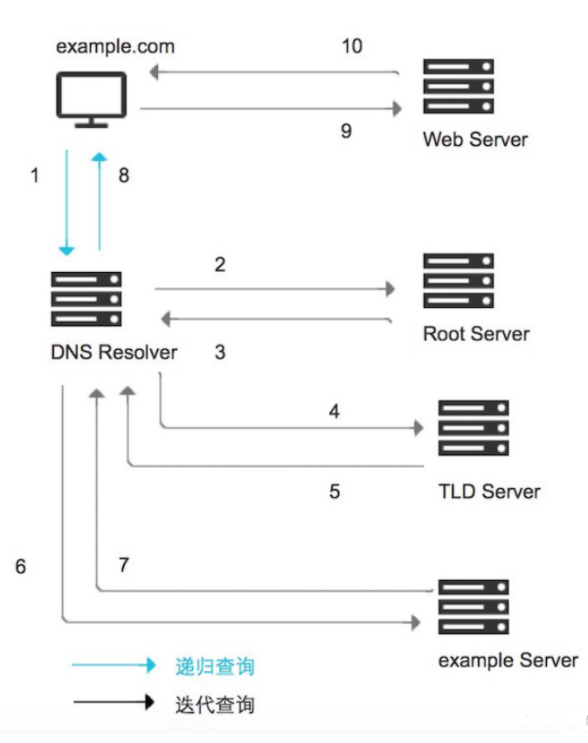 example.com
10
9
Web Server
1
8
2
Root Server
DNS Resolver
3
4
5
TLD Server
6
7
example Server
递归查询
迭代查询